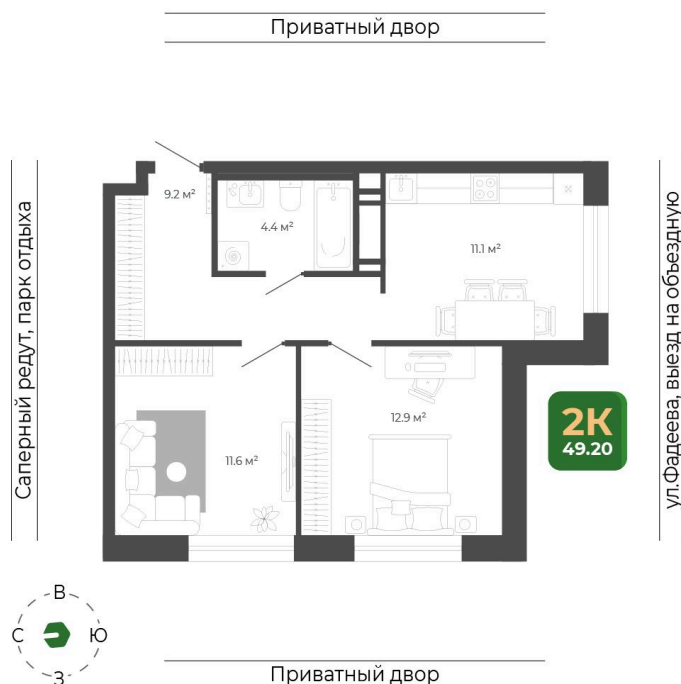 Приватный двор
Саперный редут, парк отдыха
9.2 м²
4.4 м²
11.1 м²
ул.Фадеева, выезд на объездную
12.9 м²
11.6 м²
2К
49.20
В
С
Ю
З
Приватный двор